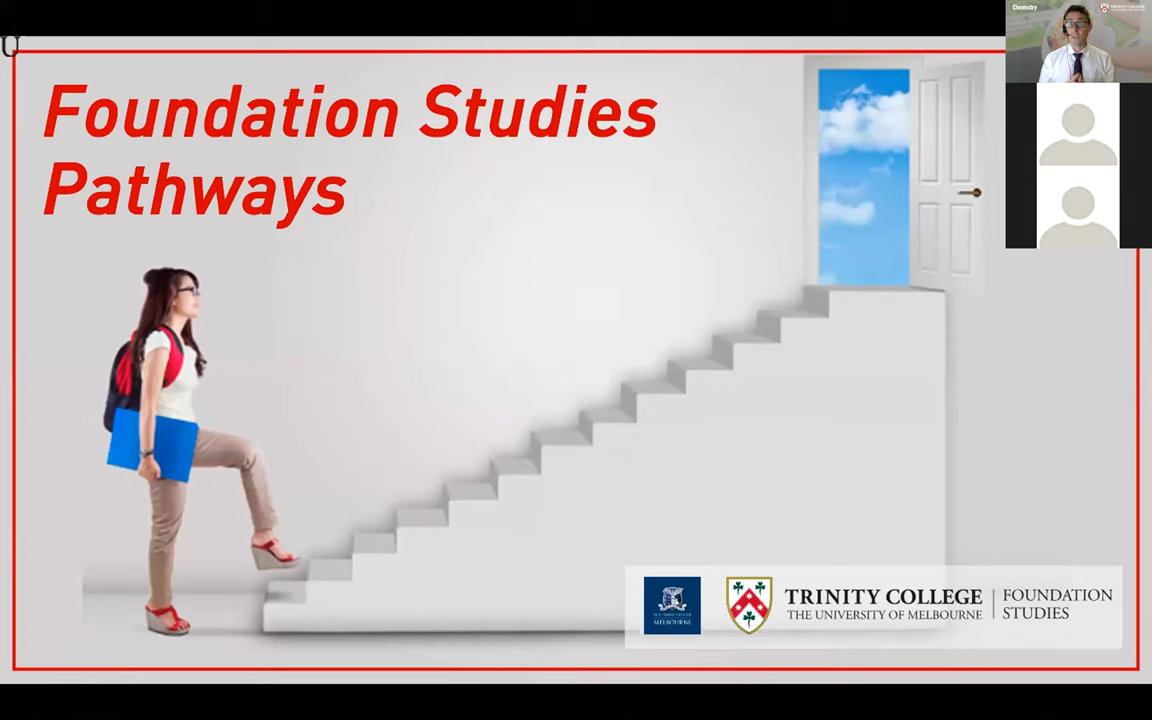 U
Foundation Studies
Pathways
Chemistry
TRINITY COLLEGE
THE UNIVERSITY OF MELBOURNE
FOUNDATION
STUDIES
MELBOURNE